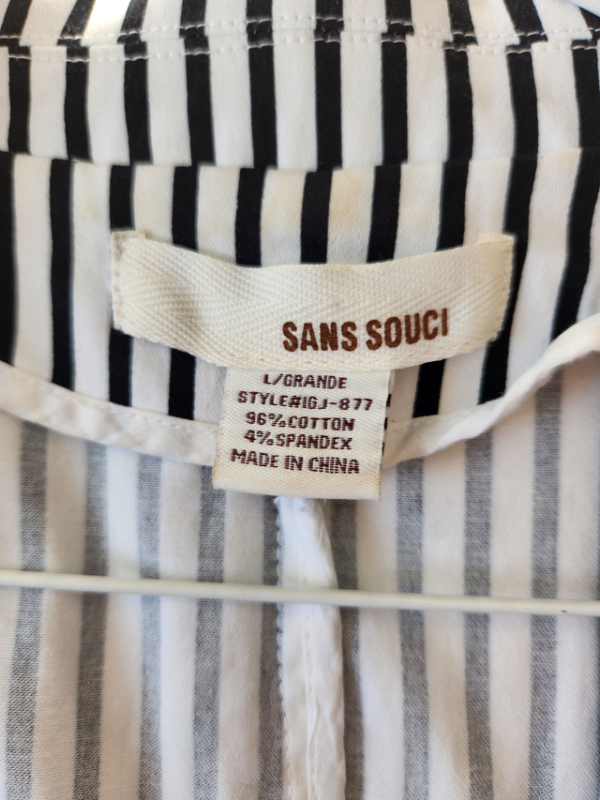 SANS SOUCI
L/GRANDE
STYLE#IGJ-877
96%COTTON
4%SPANDEX
MADE IN CHINA